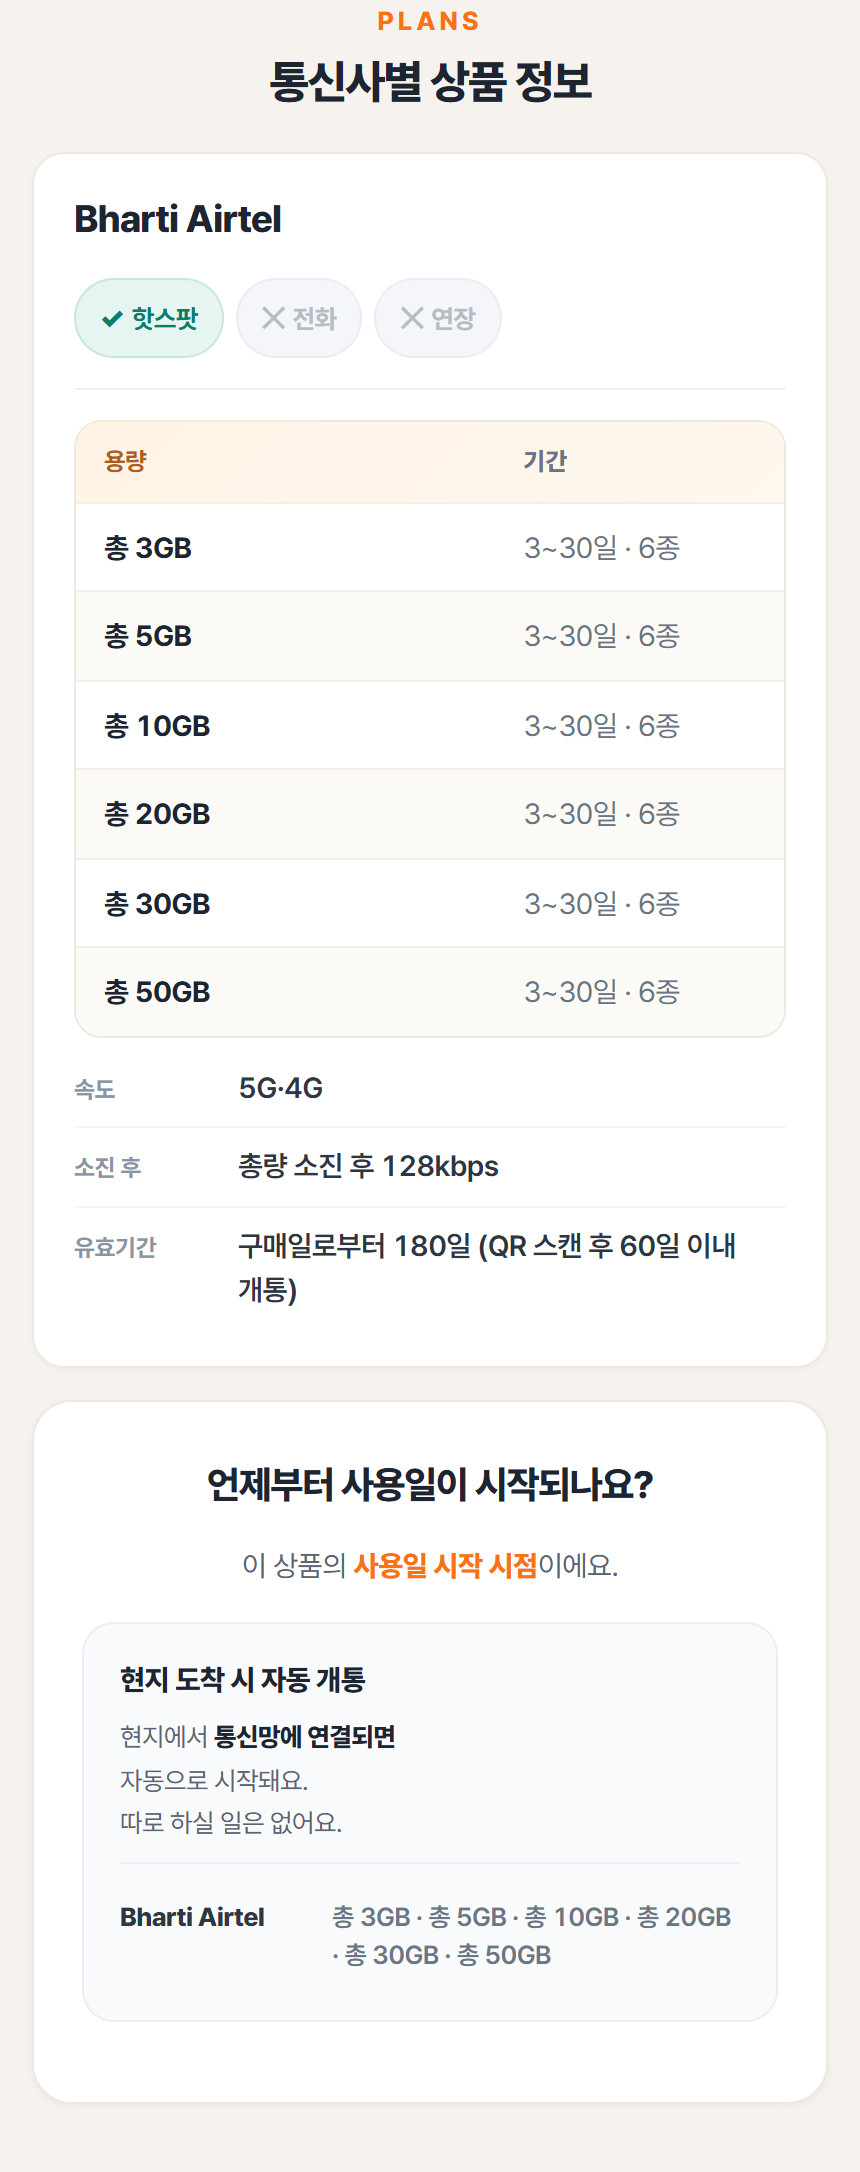 PLANS
통신사별 상품 정보
Bharti Airtel
✓ 핫스팟 ✕ 전화 ✕ 연장
용량 기간
총 3GB 3~30일 · 6종
총 5GB 3~30일 · 6종
총 10GB 3~30일 · 6종
총 20GB 3~30일 · 6종
총 30GB 3~30일 · 6종
총 50GB 3~30일 · 6종
속도 5G·4G
소진 후 총량 소진 후 128kbps
유효기간 구매일로부터 180일 (QR 스캔 후 60일 이내
개통)
언제부터 사용일이 시작되나요?
이 상품의 사용일 시작 시점이에요.
현지 도착 시 자동 개통
현지에서 통신망에 연결되면
자동으로 시작돼요.
따로 하실 일은 없어요.
Bharti Airtel 총 3GB · 총 5GB · 총 10GB · 총 20GB
· 총 30GB · 총 50GB